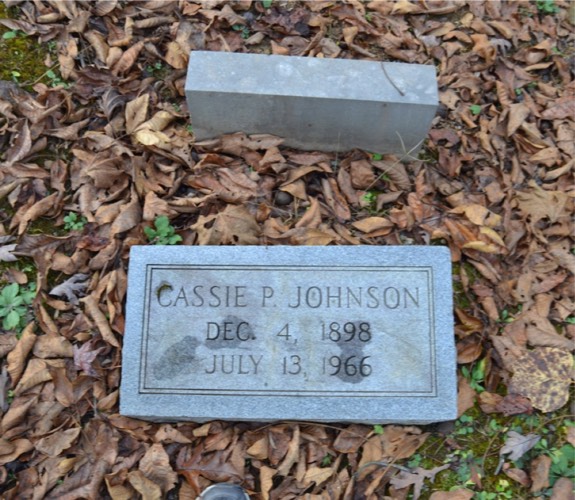 CASSIE P. JOHNSON
DEC. 4, 1898
JULY 13, 1966